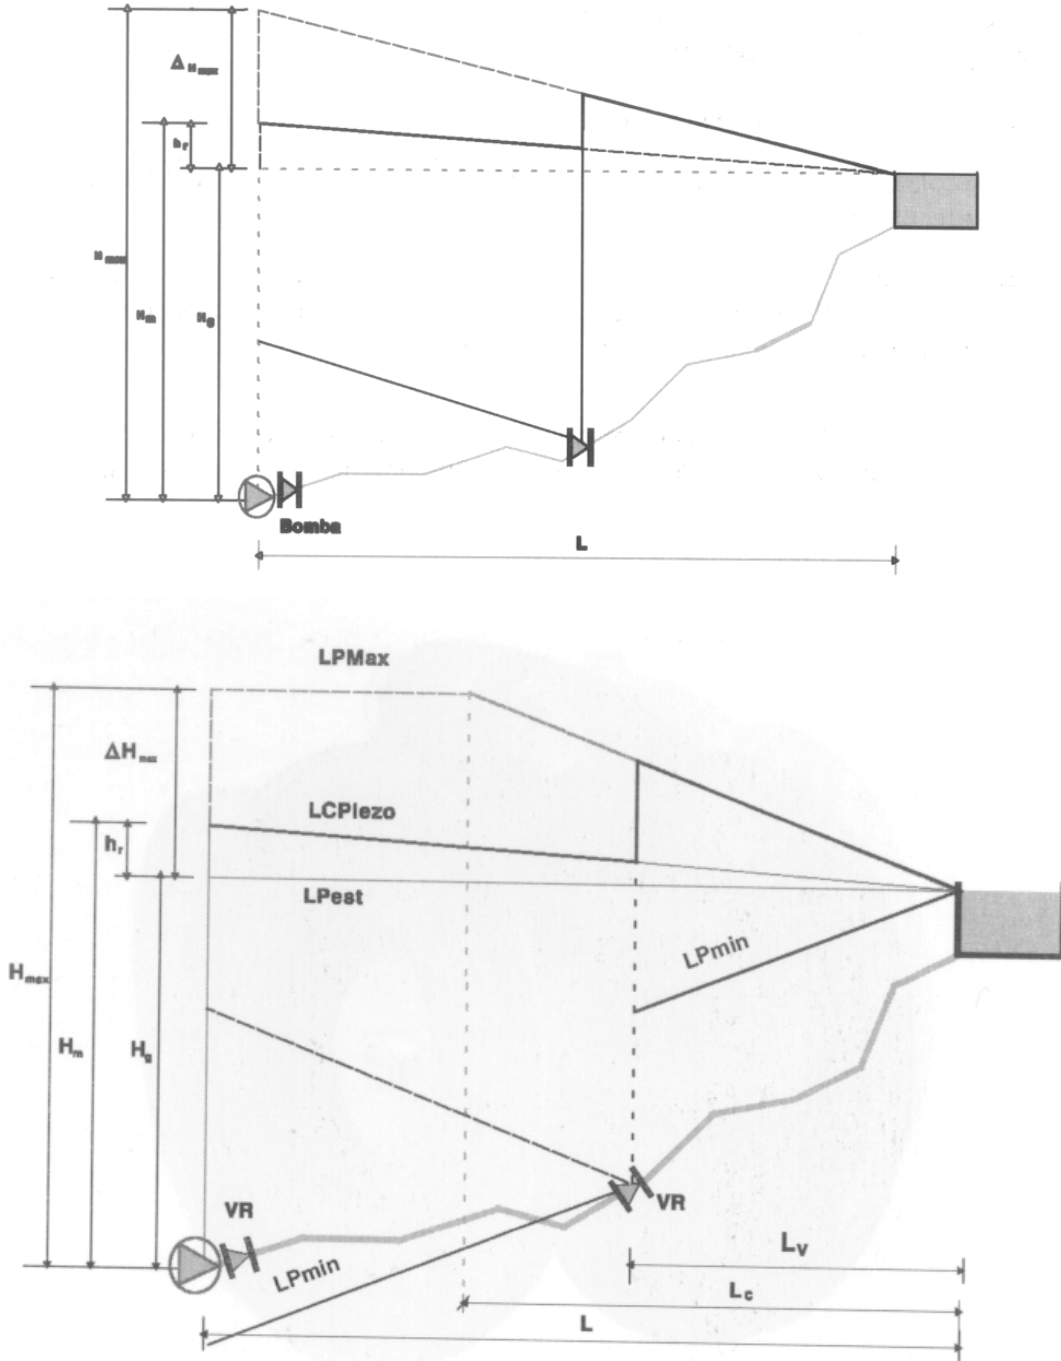 ΔHmax
hr
Hmax
Hm
Hg
Bomba
L
LPMax
ΔHmax
LCPiezo
hr
LPest
LPmin
Hmax
Hm
Hg
VR
VR
LPmin
Lv
Lc
L